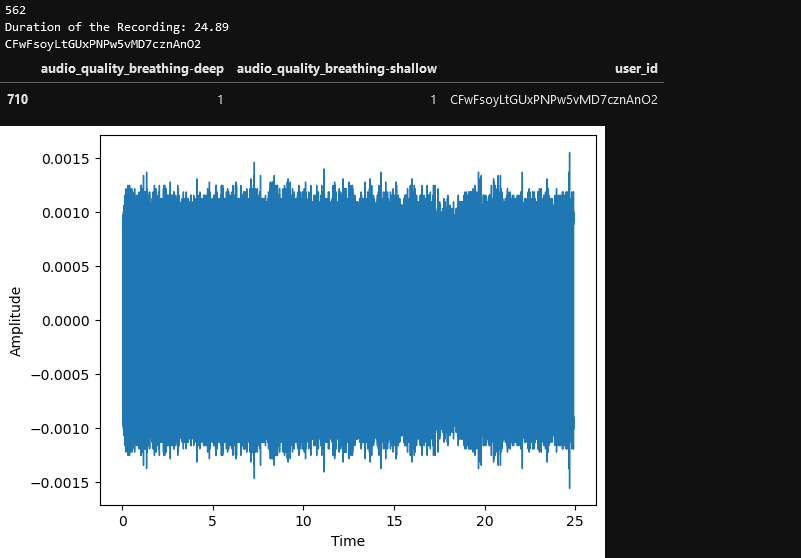 562
Duration of the Recording: 24.89
CFwFsoyLtGUxPNPw5vMD7cznAnO2
audio_quality_breathing-deep audio_quality_breathing-shallow user_id
710 1 1 CFwFsoyLtGUxPNPw5vMD7cznAnO2
0.0015
0.0010
0.0005
0.0000
−0.0005
−0.0010
−0.0015
Amplitude
0 5 10 15 20 25
Time